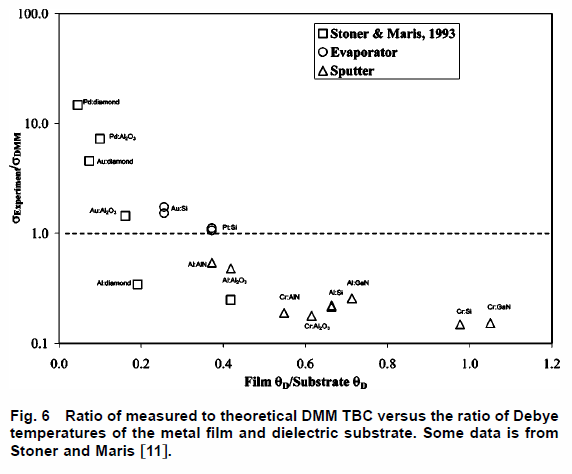 100.0
Stoner & Maris, 1993
Evaporator
Sputter
Pd:diamond
10.0
Pd:Al₂O₃
Au:diamond
σExperiment/σDMM
Au:Al₂O₃
Au:Si
Pt:Si
1.0
Al:AlN
Al:diamond
Al:Al₂O₃
Al:GaN
Cr:AlN
Al:Si
Cr:Si
Cr:GaN
Cr:Al₂O₃
0.1
0.0 0.2 0.4 0.6 0.8 1.0 1.2
Film θD/Substrate θD
Fig. 6 Ratio of measured to theoretical DMM TBC versus the ratio of Debye
temperatures of the metal film and dielectric substrate. Some data is from
Stoner and Maris [11].